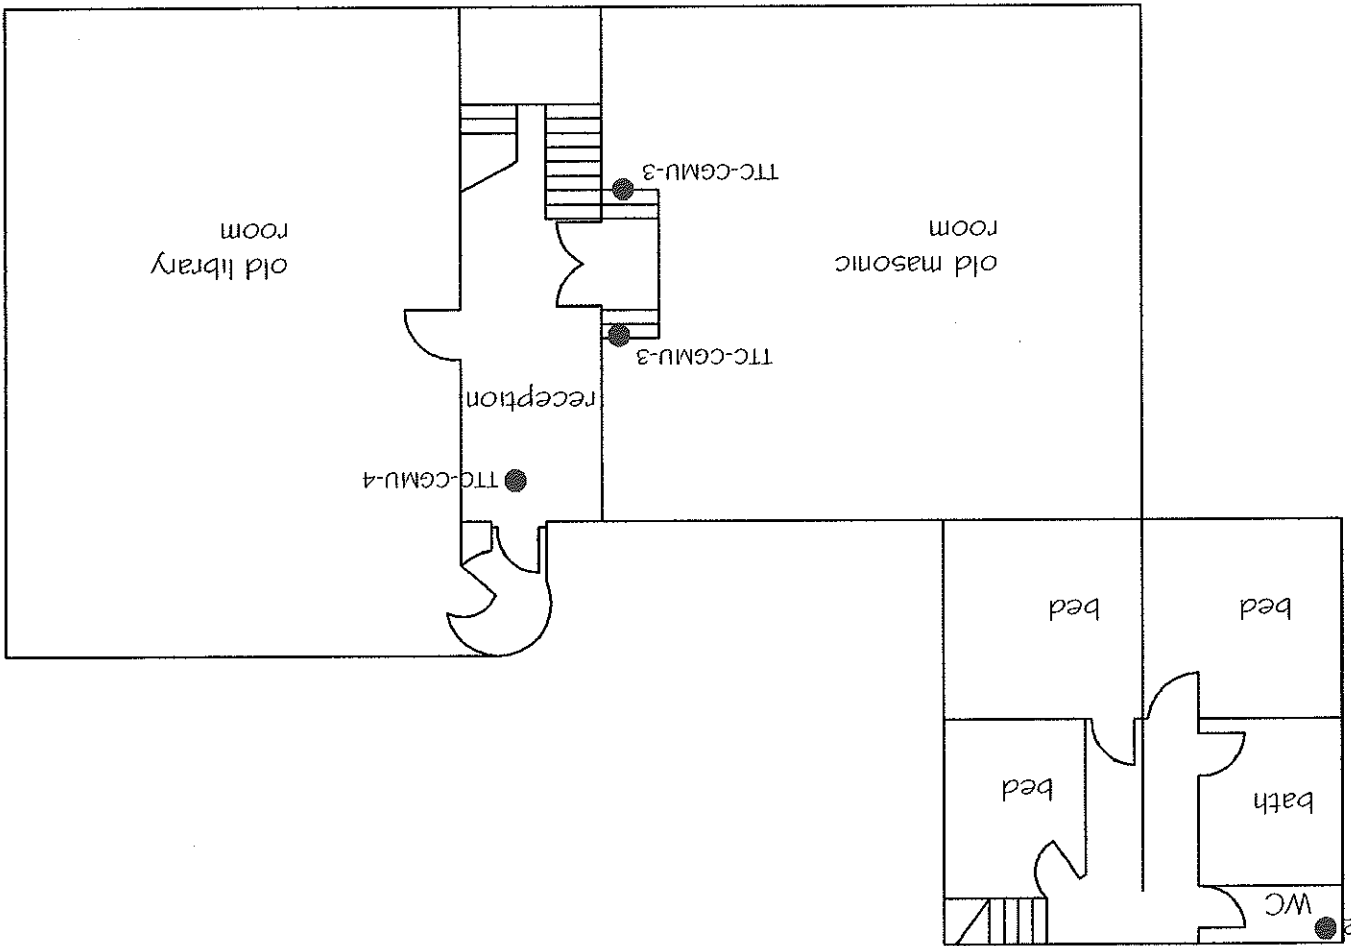 WC
bath
bed
bed
bed
TTC-CGMU-4
reception
TTC-CGMU-3
old masonic
room
old library
room
TTC-CGMU-3